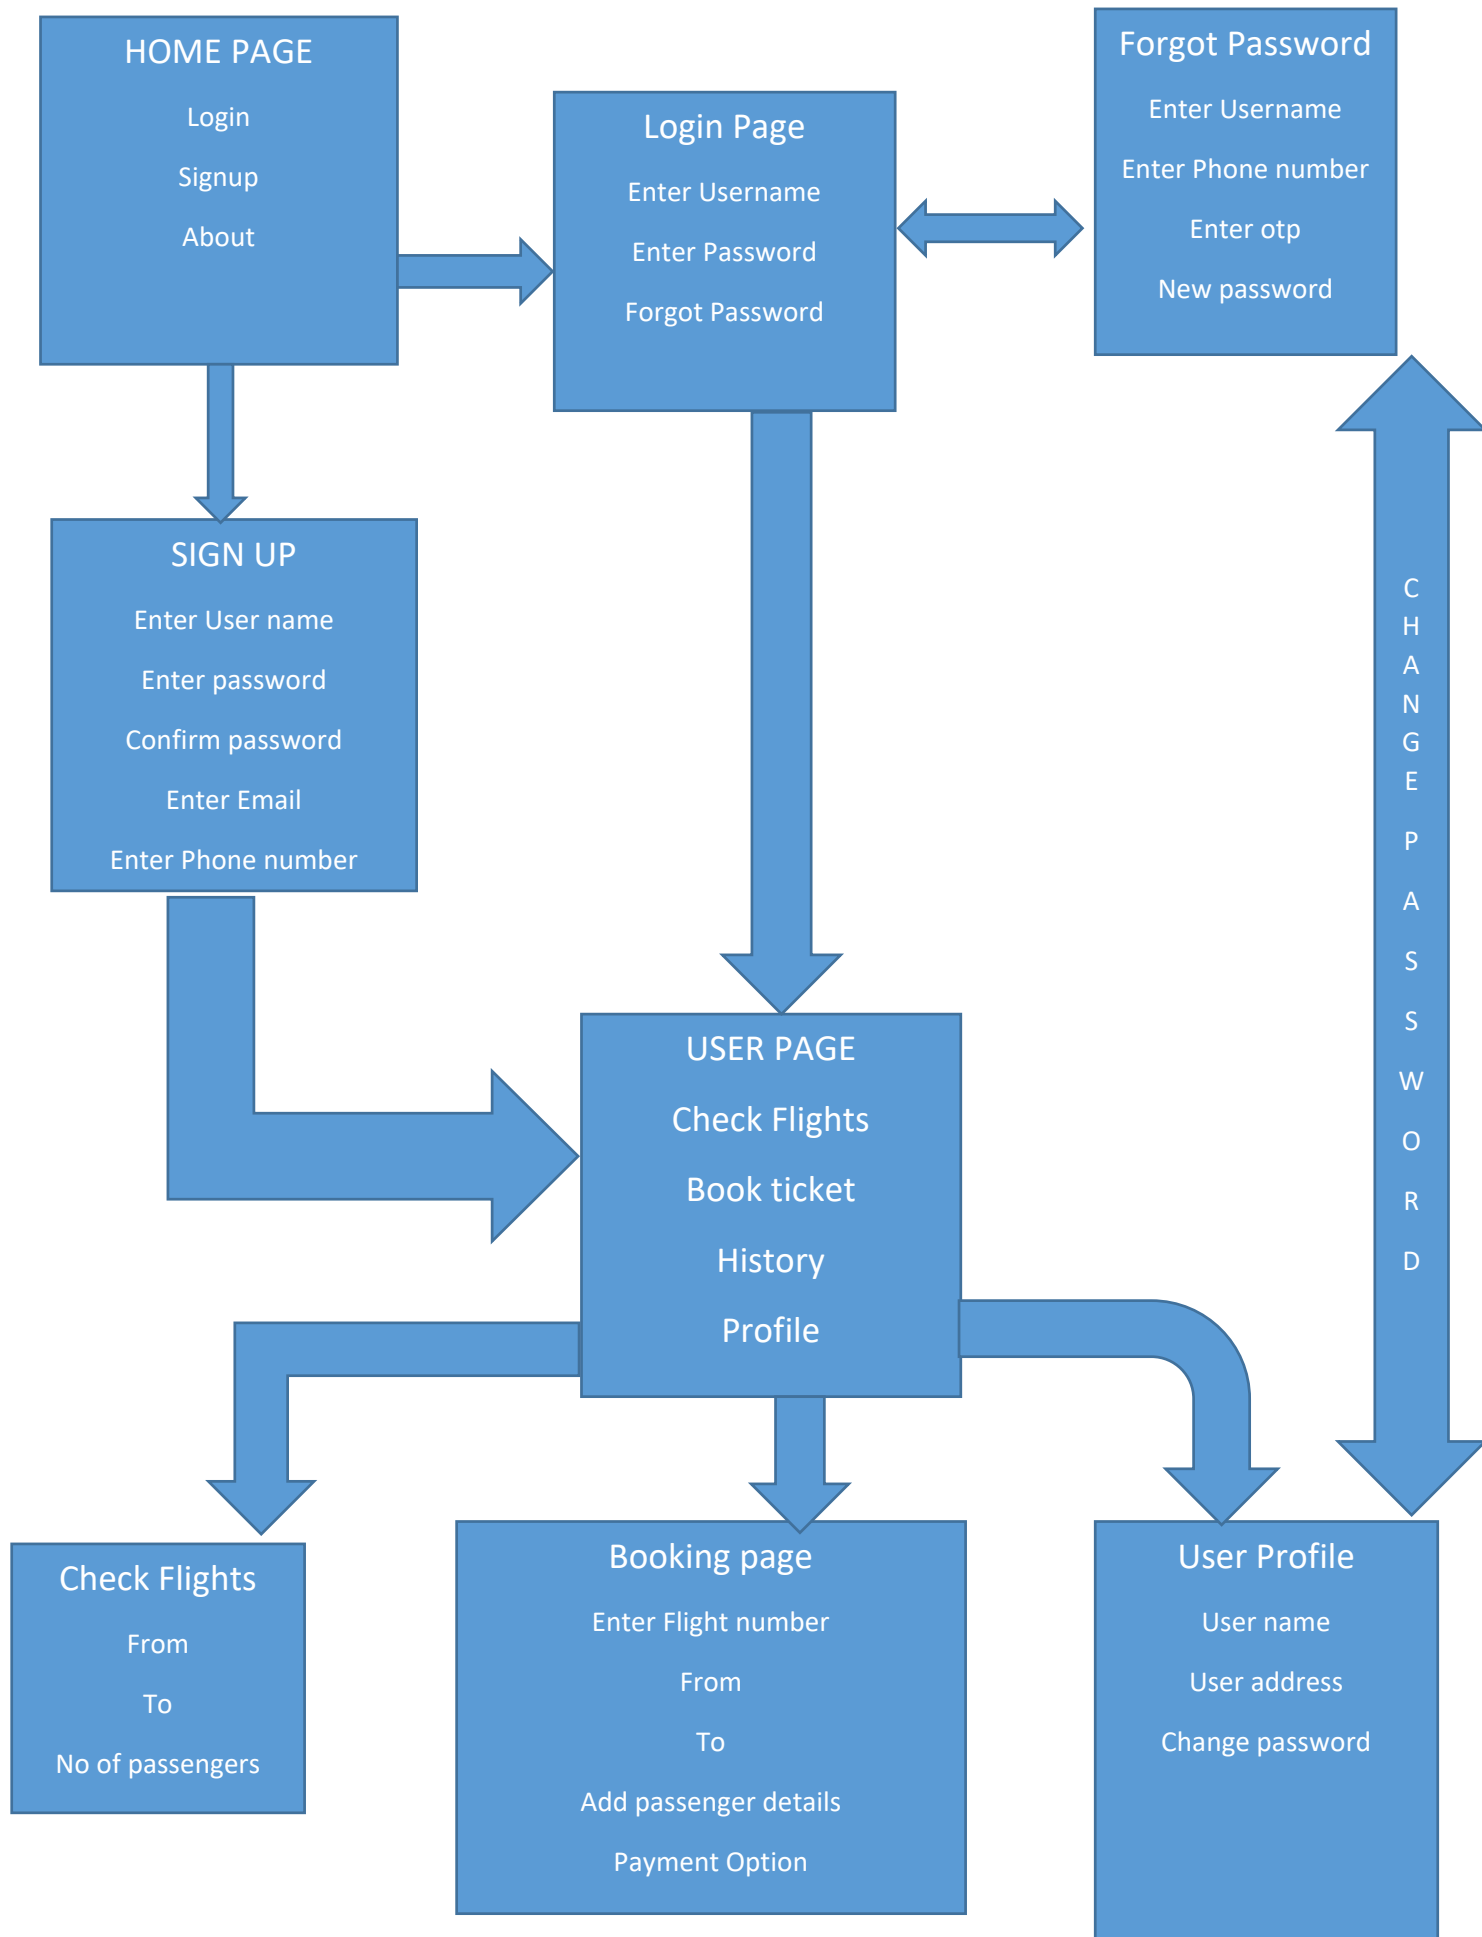 HOME PAGE
Login
Signup
About
Login Page
Enter Username
Enter Password
Forgot Password
Forgot Password
Enter Username
Enter Phone number
Enter otp
New password
SIGN UP
Enter User name
Enter password
Confirm password
Enter Email
Enter Phone number
C
H
A
N
G
E
P
A
S
S
W
O
R
D
USER PAGE
Check Flights
Book ticket
History
Profile
Check Flights
From
To
No of passengers
Booking page
Enter Flight number
From
To
Add passenger details
Payment Option
User Profile
User name
User address
Change password